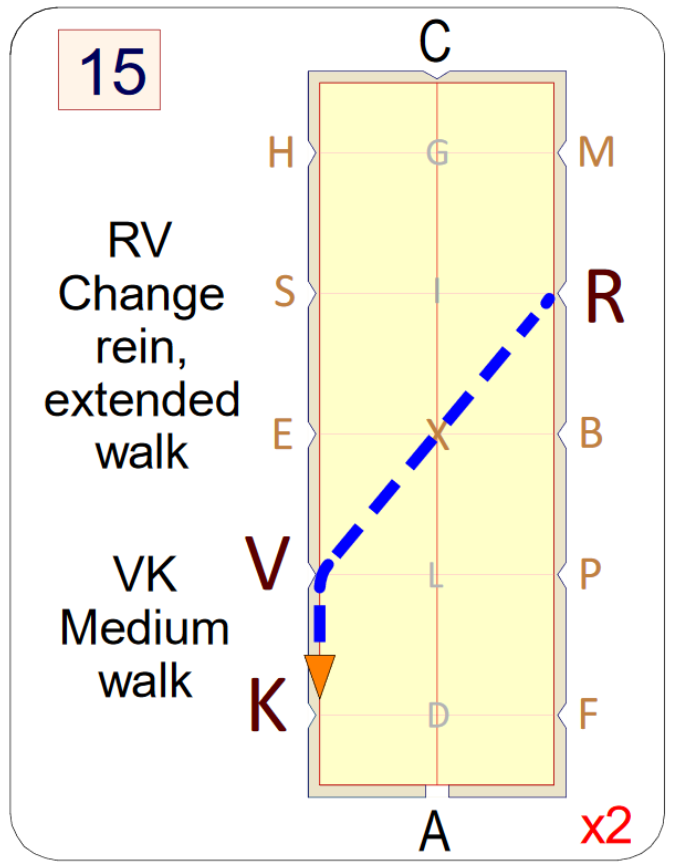 15
C
H G M
RV
Change
rein,
extended
walk
S I R
E X B
VK
Medium
walk
V L P
K D F
A
x2